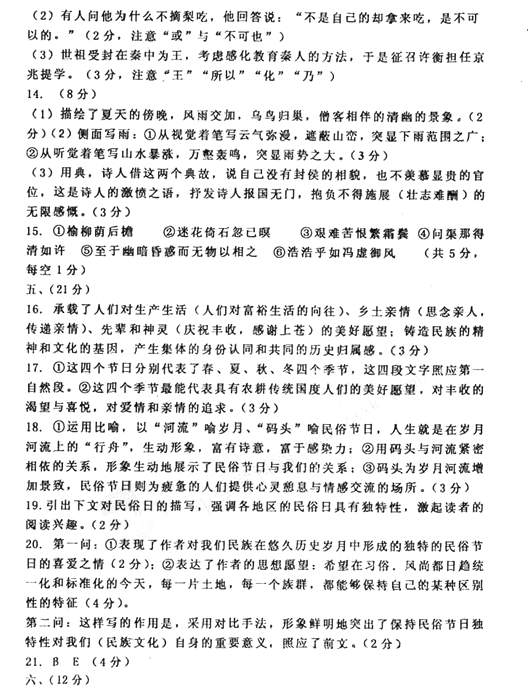 （2）有人问他为什么不摘梨吃，他回答说：“不是自己的却拿来吃，是不可
以的。”（2分，注意“或”与“不可也”）
（3）世祖受封在秦中为王，考虑感化教育秦人的方法，于是征召许衡担任京
兆提学。（3分，注意“王”“所以”“化”“乃”）
14．（8分）
（1）描绘了夏天的傍晚，风雨交加，乌鸟归巢，僧客相伴的清幽的景象。（2
分）（2）侧面写雨：①从视觉着笔写云气弥漫，遮蔽山峦，突显下雨范围之广；
②从听觉着笔写山水暴涨，万壑轰鸣，突显雨势之大。（3分）
（3）用典，诗人借这两个典故，说自己没有封侯的相貌，也不羡慕显贵的官
位，这是诗人的激愤之语，抒发诗人报国无门，抱负不得施展（壮志难酬）的
无限感慨。（3分）
15．①榆柳荫后檐 ②迷花倚石忽已暝 ③艰难苦恨繁霜鬓 ④问渠那得
清如许 ⑤至于幽暗昏惑而无物以相之 ⑥浩浩乎如冯虚御风 （共5分，
每空1分）
五、（21分）
16．承载了人们对生产生活（人们对富裕生活的向往）、乡土亲情（思念亲人，
传递亲情）、先辈和神灵（庆祝丰收，感谢上苍）的美好愿望；铸造民族的精
神和文化的基因，产生集体的身份认同和共同的历史归属感。（3分）
17．①这四个节日分别代表了春、夏、秋、冬四个季节，这四段文字照应第一
自然段。②这四个季节最能代表具有农耕传统国度人们的美好愿望，对丰收的
渴望与喜悦，对爱情和亲情的追求。（3分）
18．①运用比喻，以“河流”喻岁月、“码头”喻民俗节日，人生就是在岁月
河流上的“行舟”，生动形象，富有诗意，富于感染力；②用码头与河流紧密
相依的关系，形象生动地展示了民俗节日与我们的关系；③码头为岁月河流增
加景致，民俗节日则为疲惫的人们提供心灵憩息与情感交流的场所。（3分）
19.引出下文对民俗日的描写，强调各地区的民俗日具有独特性，激起读者的
阅读兴趣。（2分）
20．第一问：①表现了作者对我们民族在悠久历史岁月中形成的独特的民俗节
日的喜爱之情（2分）；②表达了作者的思想愿望：希望在习俗．风尚都日趋统
一化和标准化的今天，每一片土地，每一个族群，都能够保持自己的某种区别
性的特征（4分）。
第二问：这样写的作用是，采用对比手法，形象鲜明地突出了保持民俗节日独
特性对我们（民族文化）自身的重要意义，照应了前文。（2分）
21．B E （4分）
六、（12分）